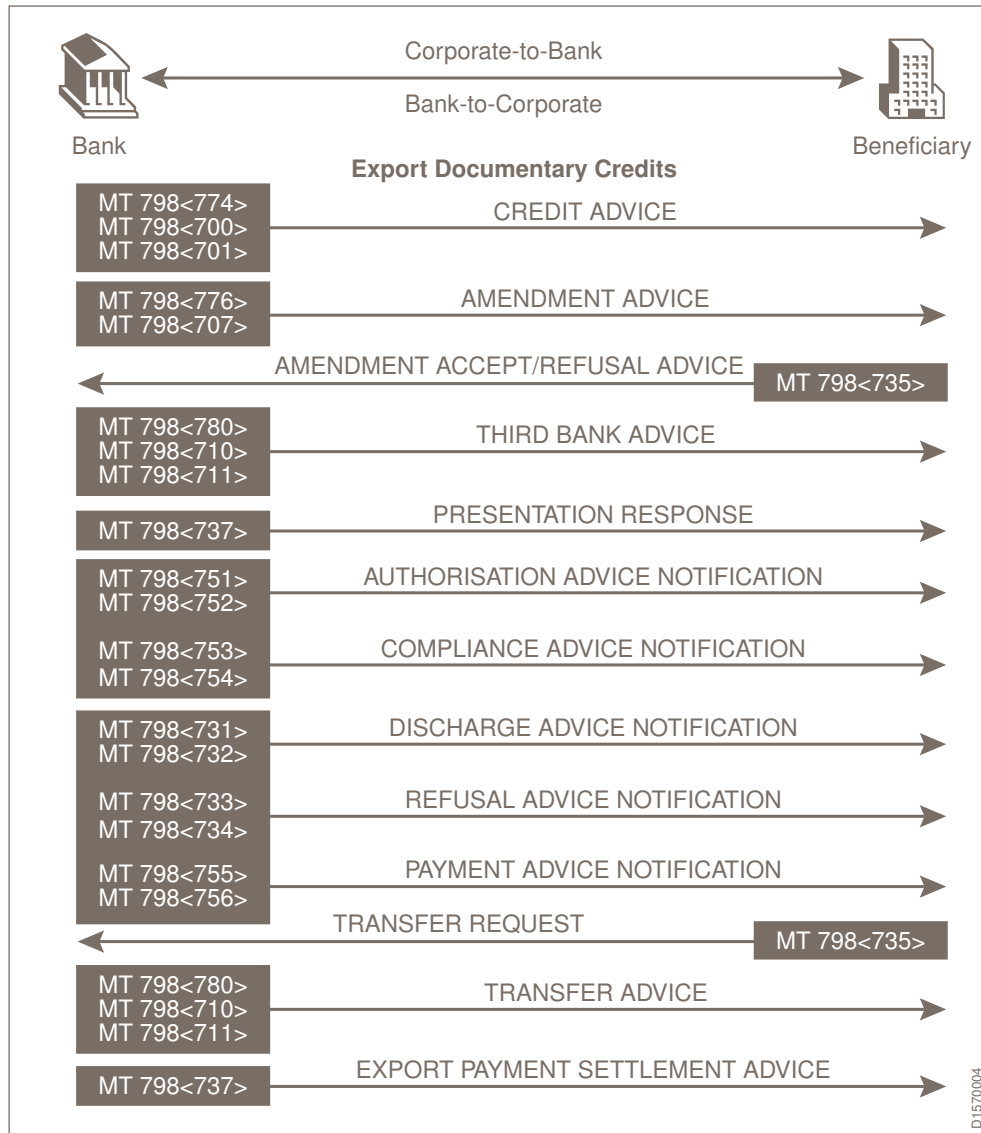 Corporate-to-Bank
Bank-to-Corporate
Bank
Beneficiary
Export Documentary Credits
MT 798<774>
MT 798<700>
MT 798<701>
CREDIT ADVICE
MT 798<776>
MT 798<707>
AMENDMENT ADVICE
AMENDMENT ACCEPT/REFUSAL ADVICE
MT 798<735>
MT 798<780>
MT 798<710>
MT 798<711>
THIRD BANK ADVICE
MT 798<737>
PRESENTATION RESPONSE
MT 798<751>
MT 798<752>
AUTHORISATION ADVICE NOTIFICATION
MT 798<753>
MT 798<754>
COMPLIANCE ADVICE NOTIFICATION
MT 798<731>
MT 798<732>
DISCHARGE ADVICE NOTIFICATION
MT 798<733>
MT 798<734>
REFUSAL ADVICE NOTIFICATION
MT 798<755>
MT 798<756>
PAYMENT ADVICE NOTIFICATION
TRANSFER REQUEST
MT 798<735>
MT 798<780>
MT 798<710>
MT 798<711>
TRANSFER ADVICE
MT 798<737>
EXPORT PAYMENT SETTLEMENT ADVICE
D1570004